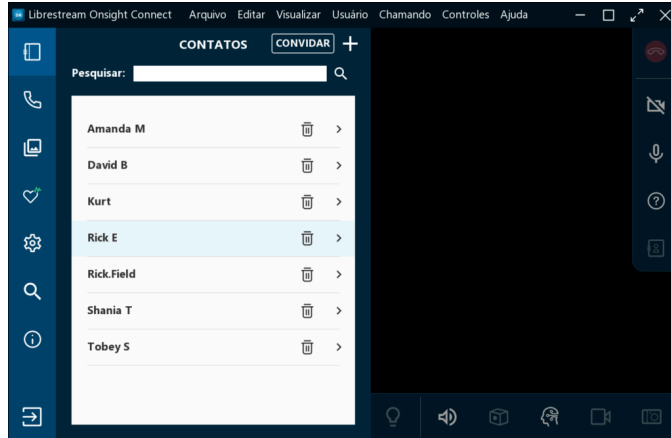 Librestream Onsight Connect Arquivo Editar Visualizar Usuário Chamando Controles Ajuda
CONTATOS CONVIDAR
Pesquisar:
Amanda M
David B
Kurt
Rick E
Rick.Field
Shania T
Tobey S